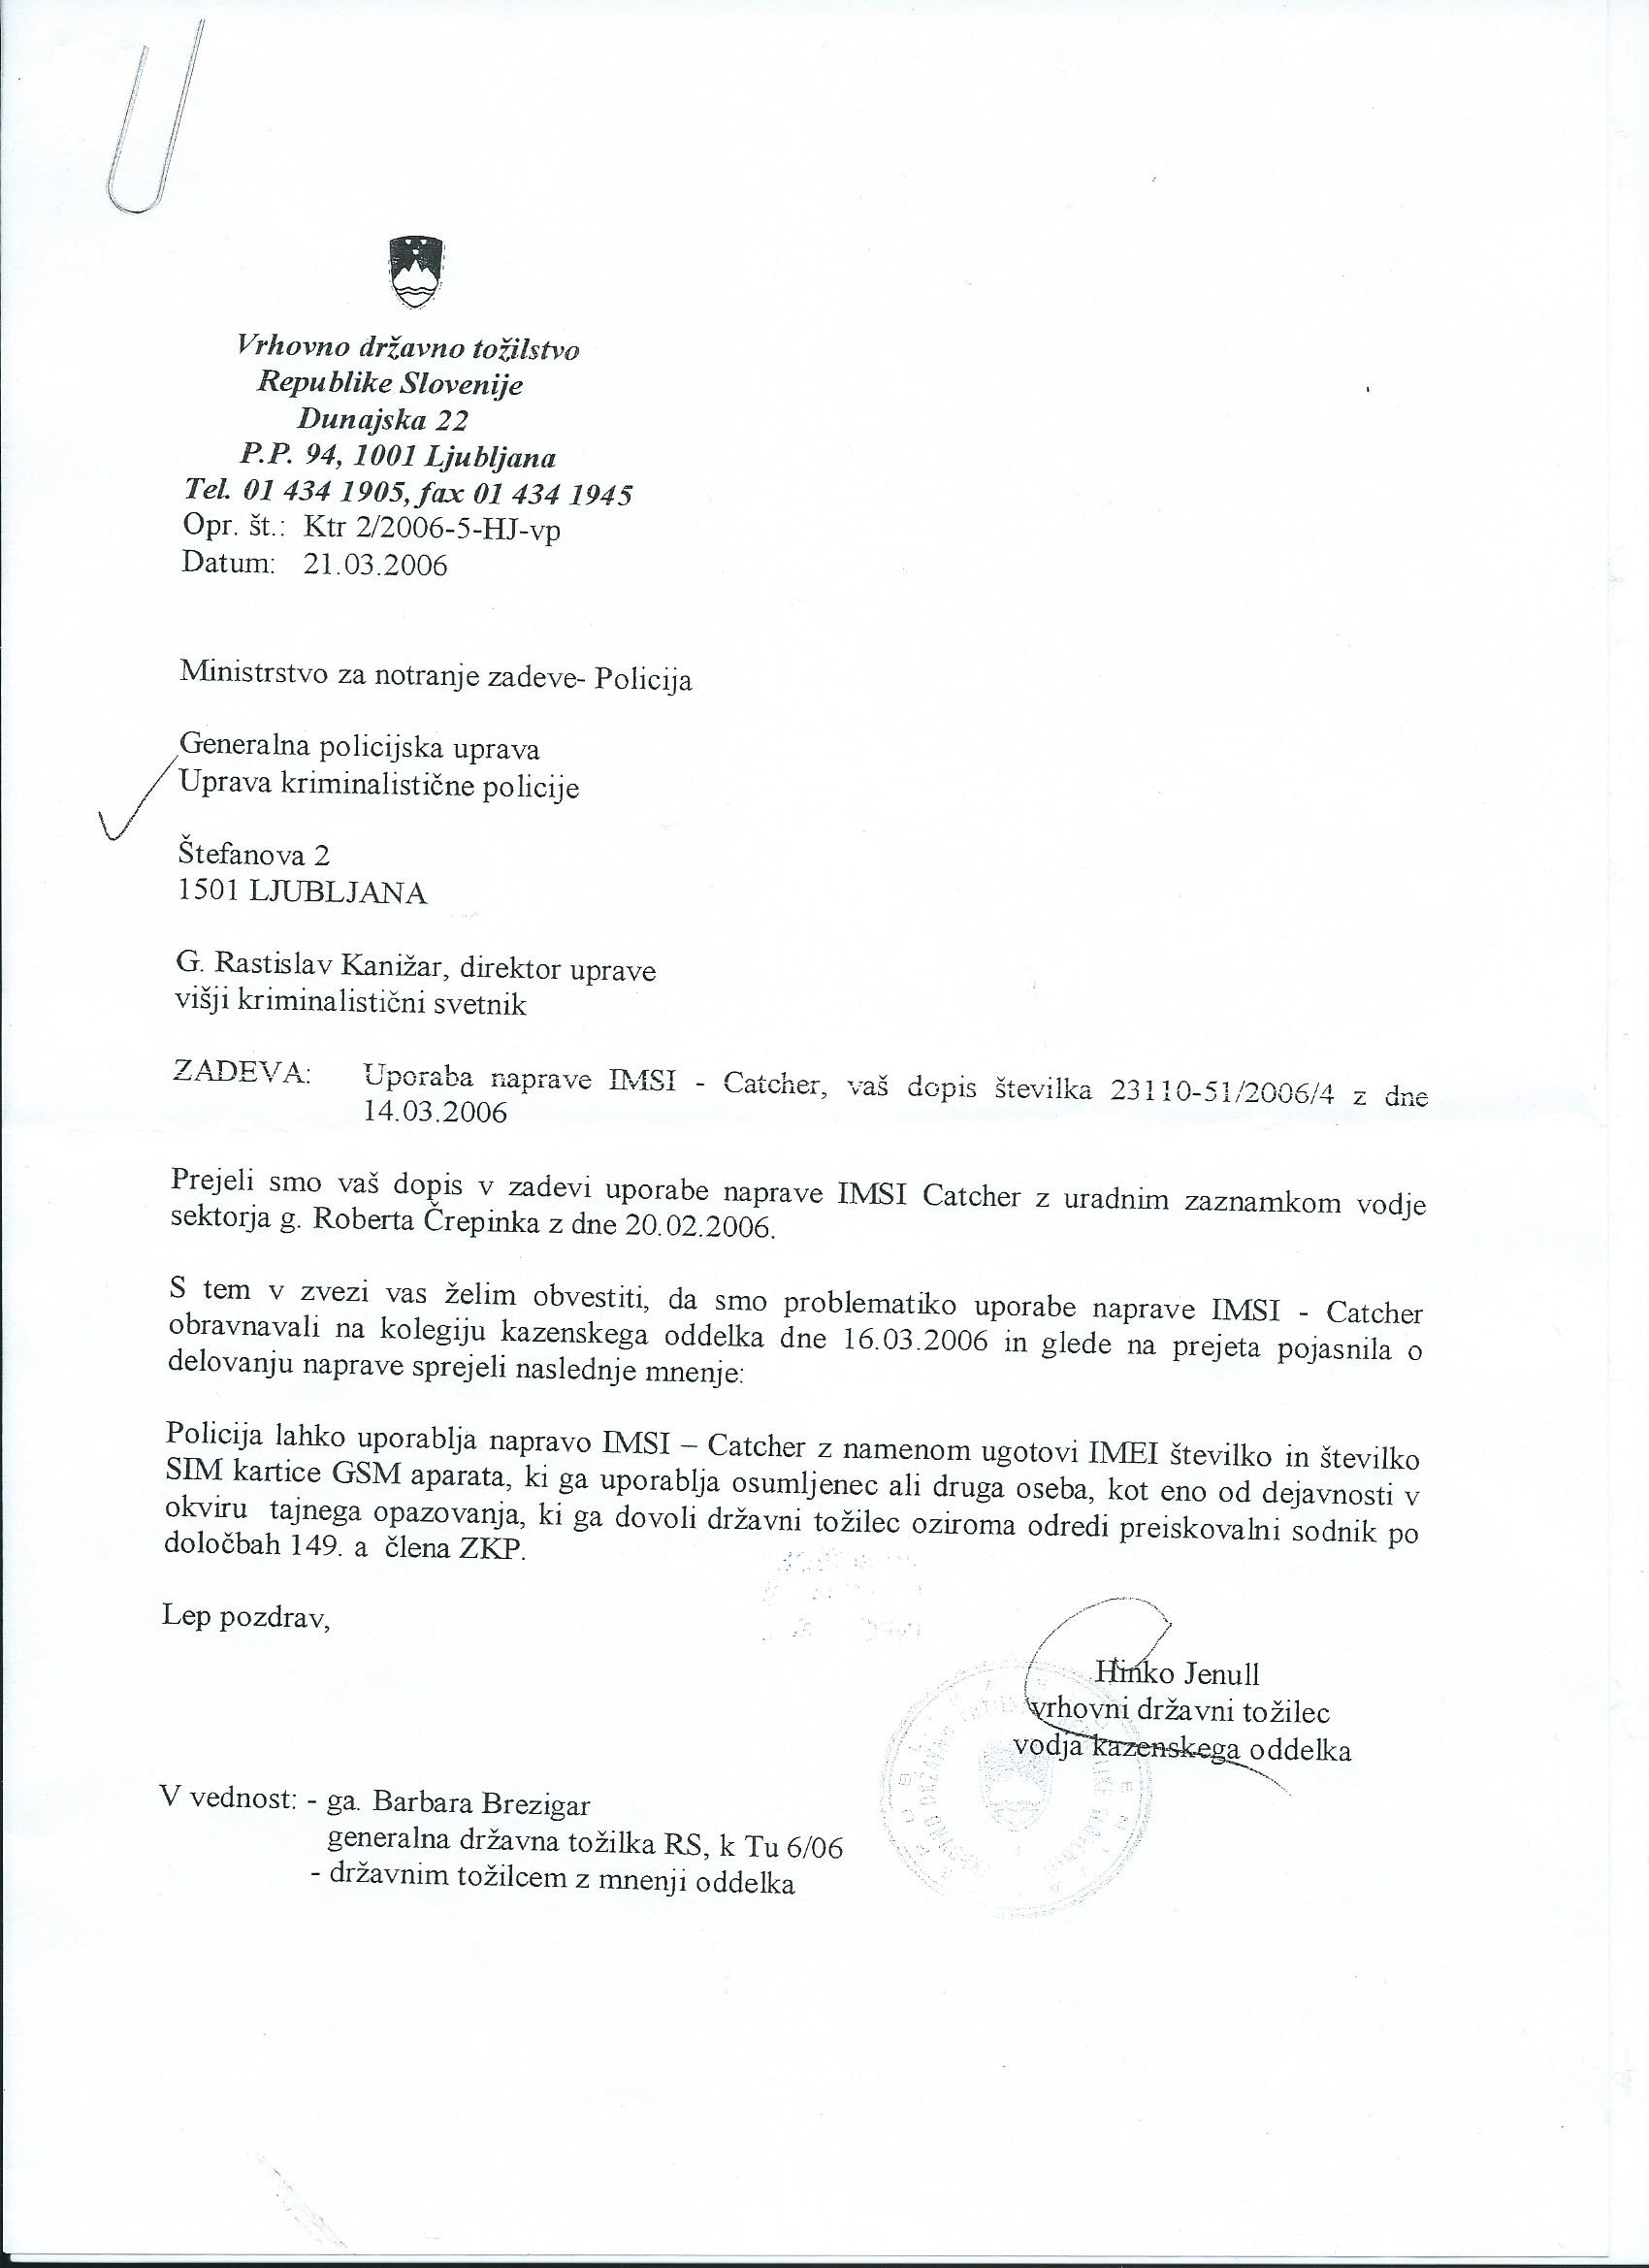 Vrhovno državno tožilstvo
Republike Slovenije
Dunajska 22
P.P. 94, 1001 Ljubljana
Tel. 01 434 1905, fax 01 434 1945
Opr. št.: Ktr 2/2006-5-HJ-vp
Datum: 21.03.2006
Ministrstvo za notranje zadeve- Policija
Generalna policijska uprava
Uprava kriminalistične policije
Štefanova 2
1501 LJUBLJANA
G. Rastislav Kanižar, direktor uprave
višji kriminalistični svetnik
ZADEVA: Uporaba naprave IMSI - Catcher, vaš dopis številka 23110-51/2006/4 z dne
14.03.2006
Prejeli smo vaš dopis v zadevi uporabe naprave IMSI Catcher z uradnim zaznamkom vodje
sektorja g. Roberta Črepinka z dne 20.02.2006.
S tem v zvezi vas želim obvestiti, da smo problematiko uporabe naprave IMSI - Catcher
obravnavali na kolegiju kazenskega oddelka dne 16.03.2006 in glede na prejeta pojasnila o
delovanju naprave sprejeli naslednje mnenje:
Policija lahko uporablja napravo IMSI – Catcher z namenom ugotovi IMEI številko in številko
SIM kartice GSM aparata, ki ga uporablja osumljenec ali druga oseba, kot eno od dejavnosti v
okviru tajnega opazovanja, ki ga dovoli državni tožilec oziroma odredi preiskovalni sodnik po
določbah 149. a člena ZKP.
Lep pozdrav,
Hinko Jenull
vrhovni državni tožilec
vodja kazenskega oddelka
V vednost: - ga. Barbara Brezigar
generalna državna tožilka RS, k Tu 6/06
- državnim tožilcem z mnenji oddelka